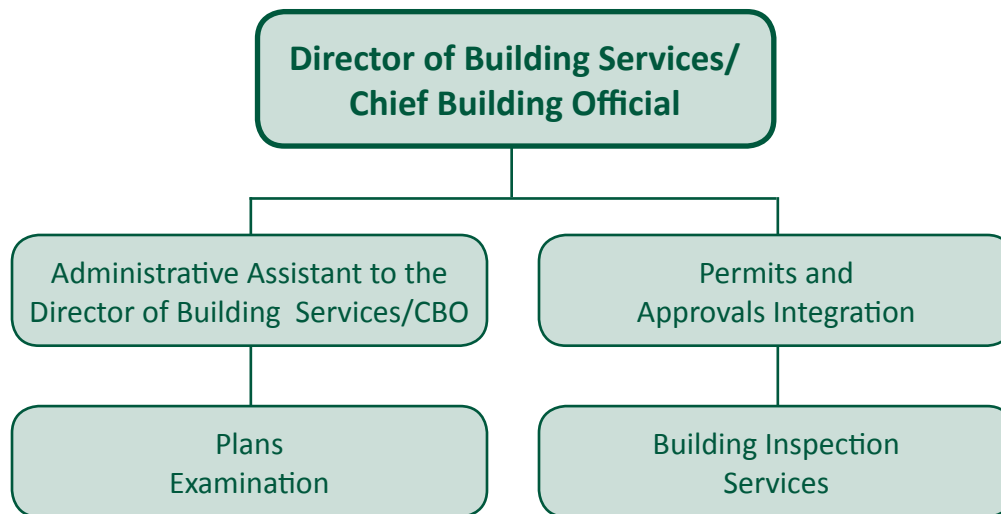 Director of Building Services/
Chief Building Official
Administrative Assistant to the
Director of Building  Services/CBO
Permits and
Approvals Integration
Plans
Examination
Building Inspection
Services